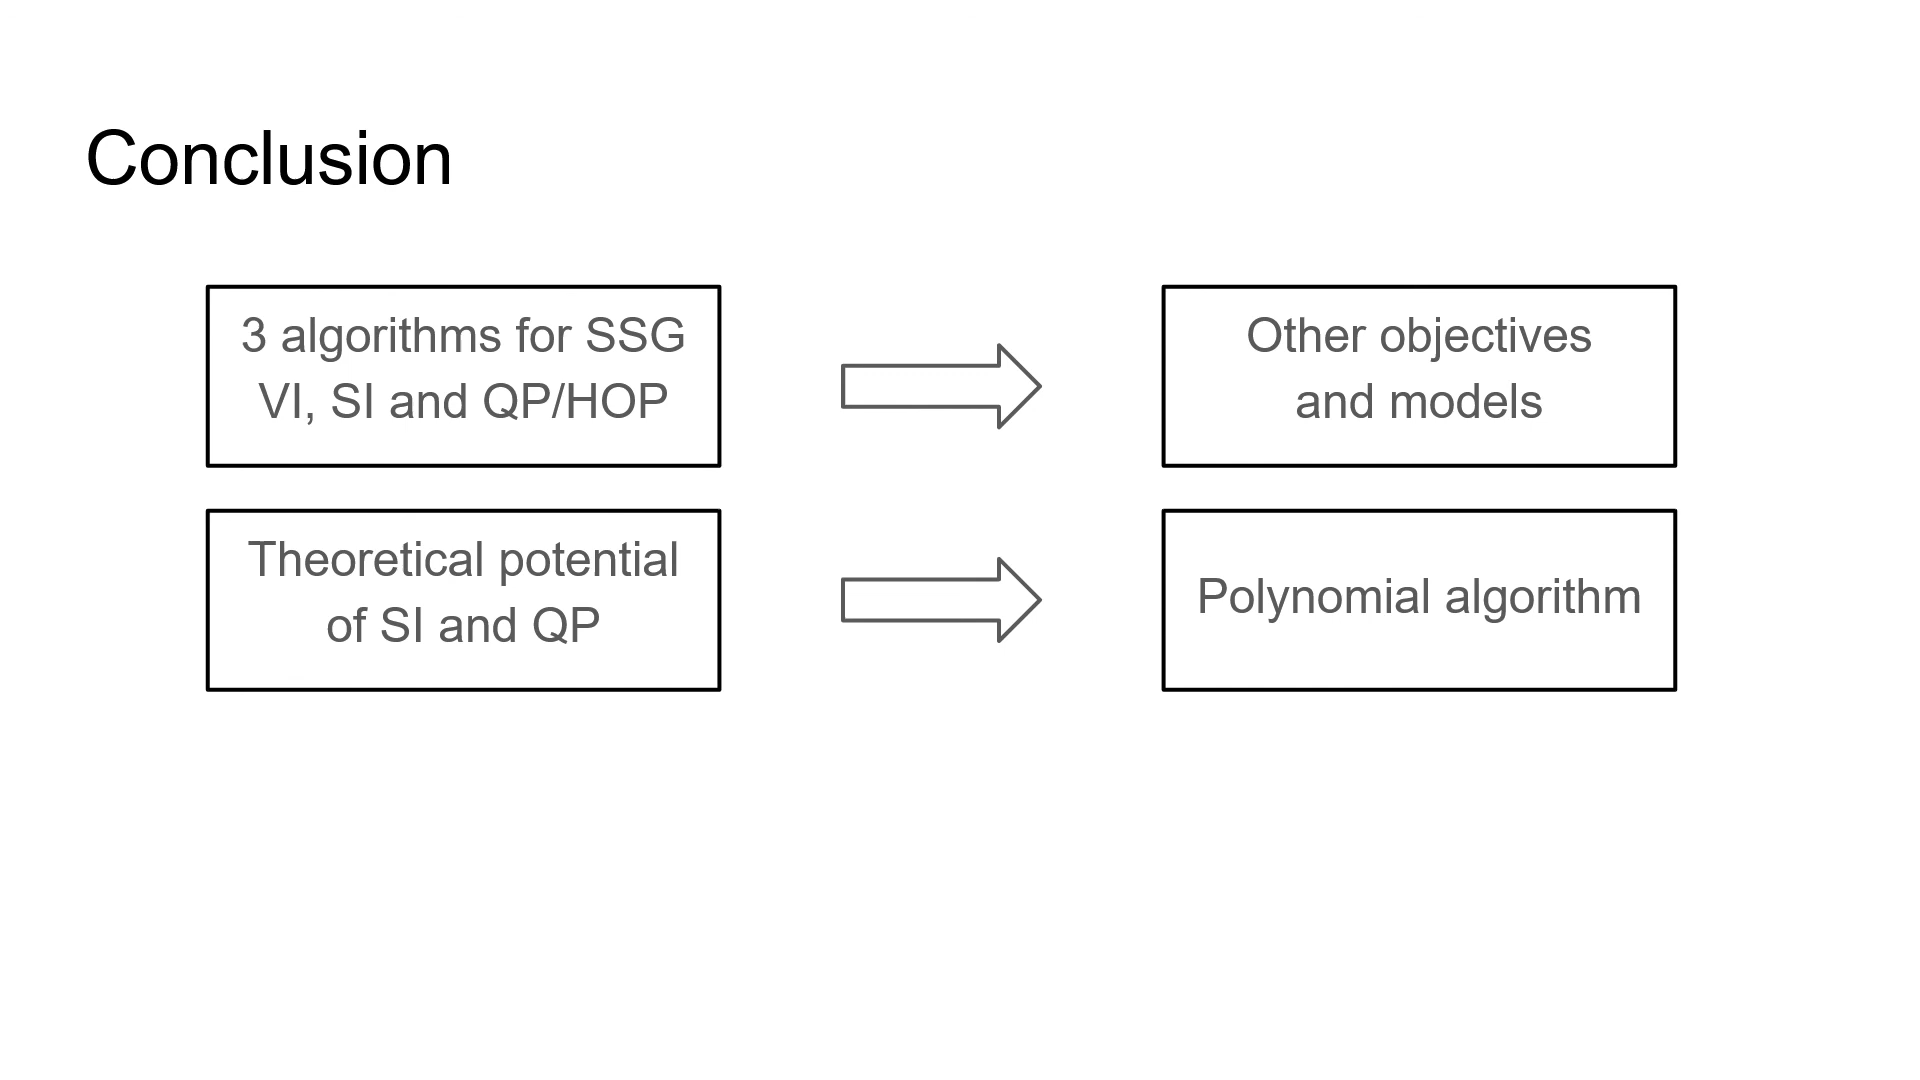 Conclusion
3 algorithms for SSG
VI, SI and QP/HOP
Other objectives
and models
Theoretical potential
of SI and QP
Polynomial algorithm